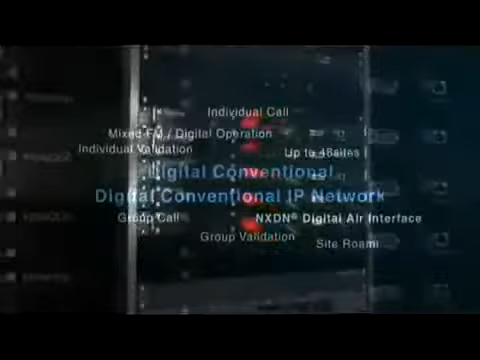 Individual Call
Mixed FM / Digital Operation
Individual Validation
Up to 48sites
Digital Conventional
Digital Conventional IP Network
Group Call
NXDN® Digital Air Interface
Group Validation
Site Roami